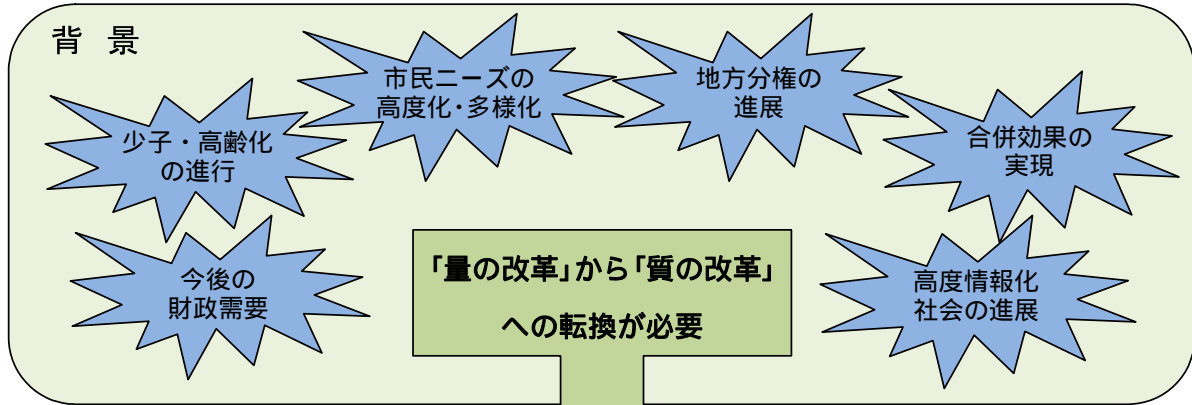 背 景
市民ニーズの
高度化・多様化
地方分権の
進展
少子・高齢化
の進行
合併効果の
実現
今後の
財政需要
「量の改革」から「質の改革」
への転換が必要
高度情報化
社会の進展